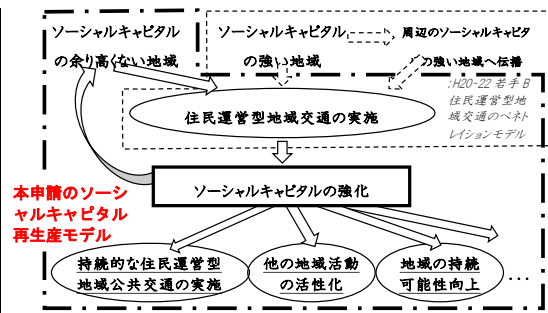 ソーシャルキャピタル
の余り高くない地域
ソーシャルキャピタル
の強い地域
周辺のソーシャルキャピタ
ルの強い地域へ伝播
:H20-22 若手B
住民運営型地
域交通のペネト
レイションモデル
住民運営型地域交通の実施
ソーシャルキャピタルの強化
本申請のソーシ
ャルキャピタル
再生産モデル
持続的な住民運営型
地域公共交通の実施
他の地域活動
の活性化
地域の持続
可能性向上
…